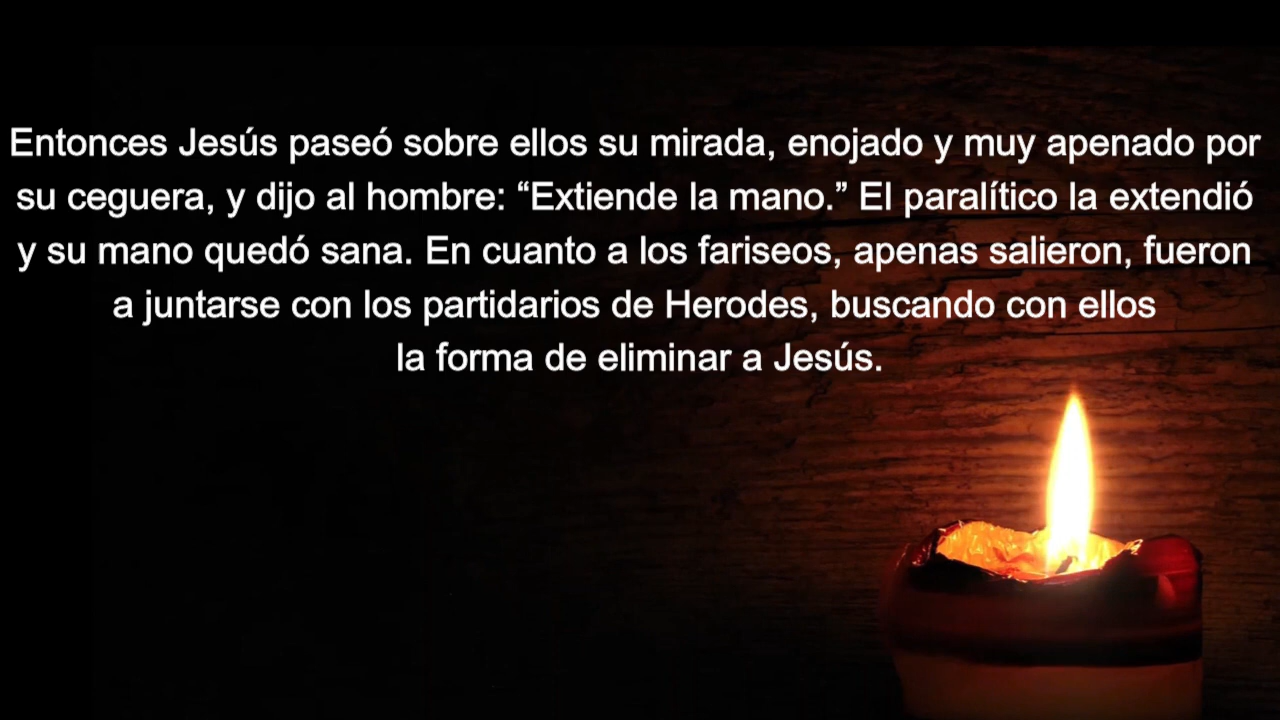 Entonces Jesús paseó sobre ellos su mirada, enojado y muy apenado por
su ceguera, y dijo al hombre: “Extiende la mano.” El paralítico la extendió
y su mano quedó sana. En cuanto a los fariseos, apenas salieron, fueron
a juntarse con los partidarios de Herodes, buscando con ellos
la forma de eliminar a Jesús.